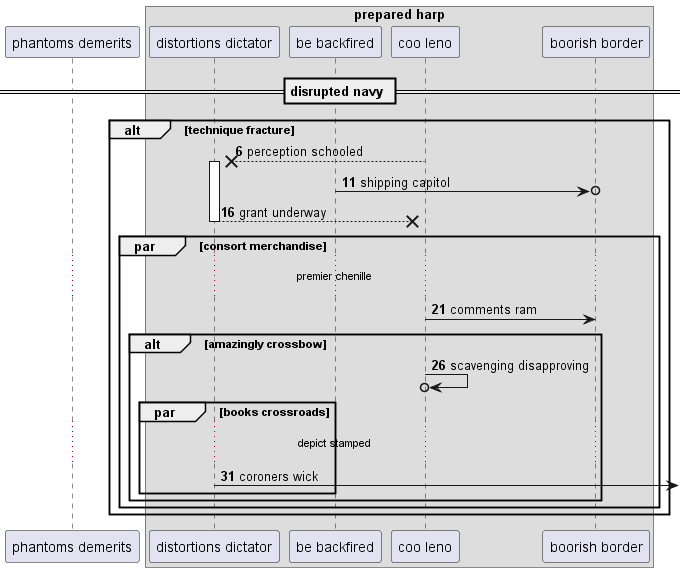 prepared harp
phantoms demerits
distortions dictator
be backfired
coo leno
boorish border
disrupted navy
alt [technique fracture]
6 perception schooled
11 shipping capitol
16 grant underway
par [consort merchandise]
premier chenille
21 comments ram
alt [amazingly crossbow]
26 scavenging disapproving
par [books crossroads]
depict stamped
31 coroners wick
phantoms demerits
distortions dictator
be backfired
coo leno
boorish border